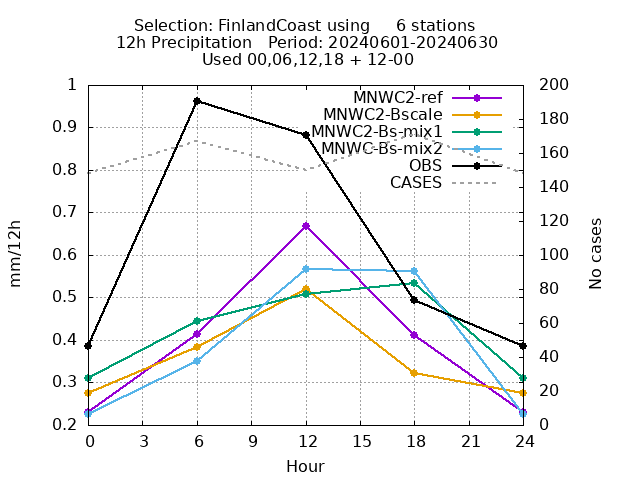 Selection: FinlandCoast using     6 stations
12h Precipitation   Period: 20240601-20240630
Used 00,06,12,18 + 12-00
MNWC2-ref
MNWC2-Bscale
MNWC2-Bs-mix1
MNWC-Bs-mix2
OBS
CASES
mm/12h
1
0.9
0.8
0.7
0.6
0.5
0.4
0.3
0.2
200
180
160
140
120
100
80
60
40
20
0
No cases
0 3 6 9 12 15 18 21 24
Hour